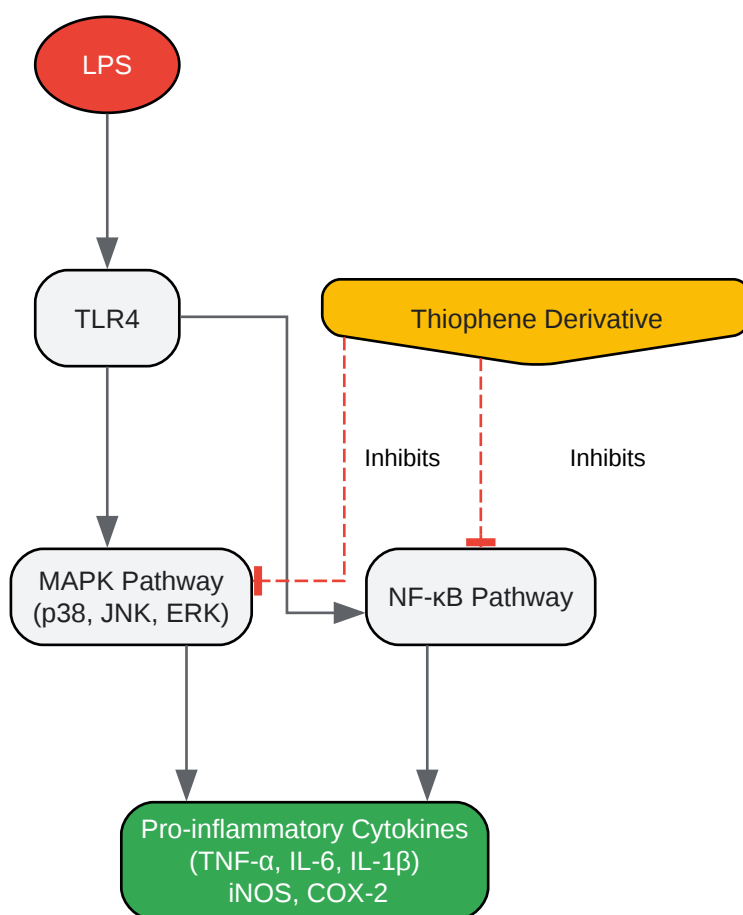 LPS
TLR4
Thiophene Derivative
Inhibits
Inhibits
MAPK Pathway
(p38, JNK, ERK)
NF-κB Pathway
Pro-inflammatory Cytokines
(TNF-α, IL-6, IL-1β)
iNOS, COX-2